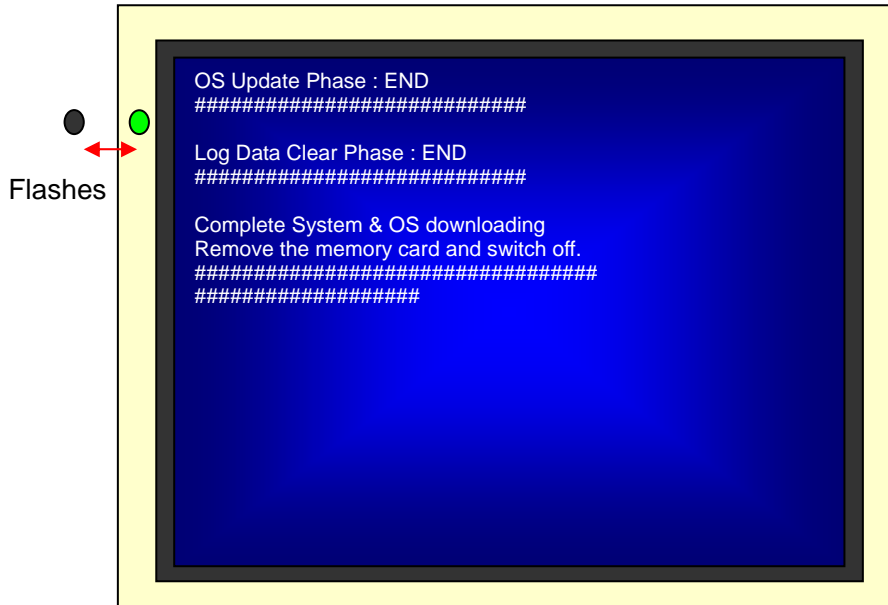 OS Update Phase : END
############################
Log Data Clear Phase : END
############################
Flashes
Complete System & OS downloading
Remove the memory card and switch off.
##################################
###################